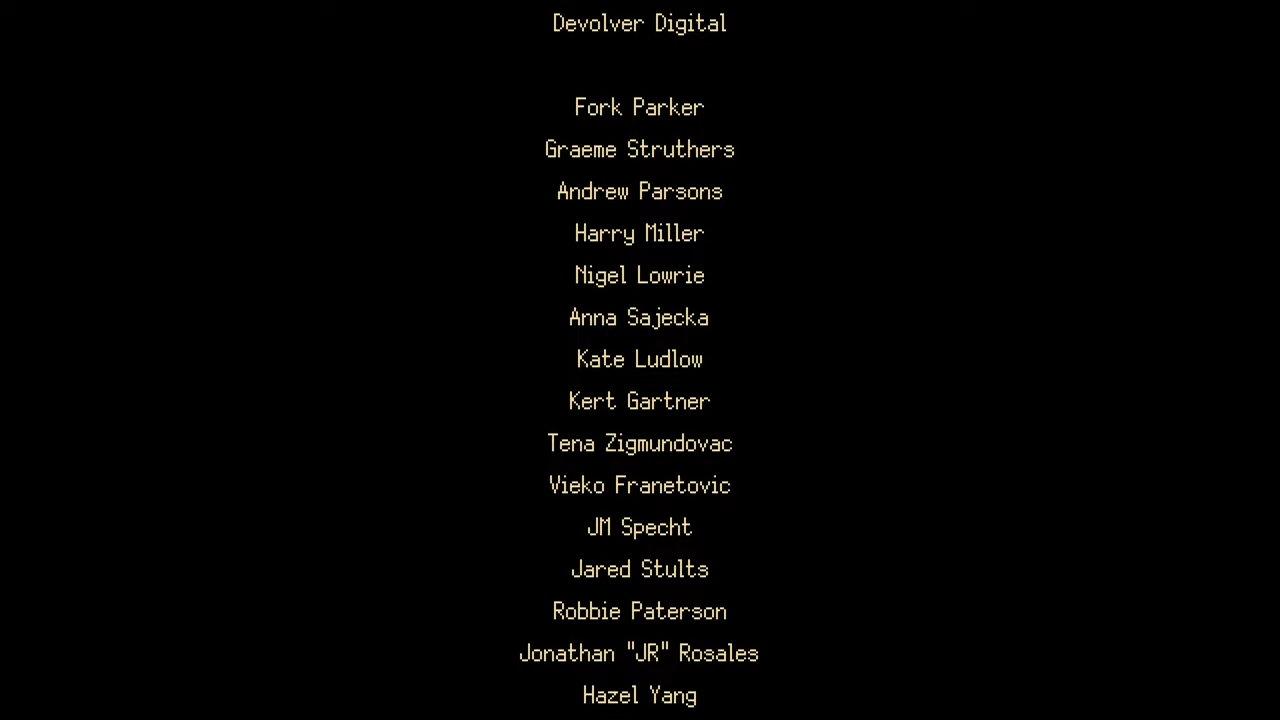 Devolver Digital
Fork Parker
Graeme Struthers
Andrew Parsons
Harry Miller
Nigel Lowrie
Anna Sajecka
Kate Ludlow
Kert Gartner
Tena Zigmundovac
Vieko Franetovic
JM Specht
Jared Stults
Robbie Paterson
Jonathan "JR" Rosales
Hazel Yang